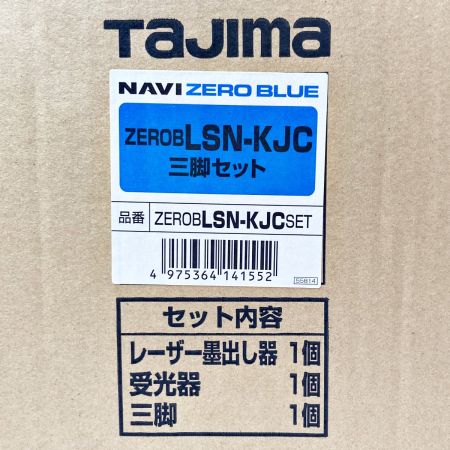 TAJIMA
NAVI ZERO BLUE
ZEROBLSN-KJC
三脚セット
品番 ZEROBLSN-KJCSET
4 975364 141552
55814
セット内容
レーザー墨出し器 1個
受光器 1個
三脚 1個